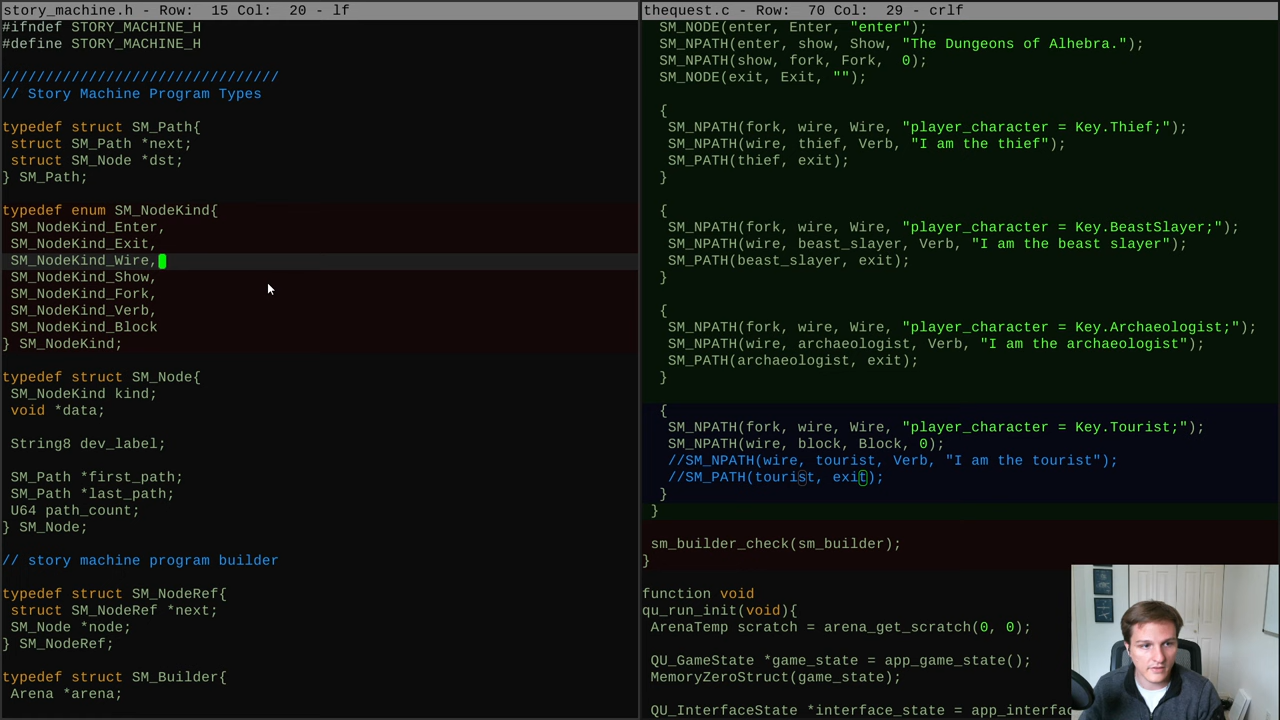 story_machine.h - Row:  15 Col:  20 - lf
#ifndef STORY_MACHINE_H
#define STORY_MACHINE_H
////////////////////////////////
// Story Machine Program Types
typedef struct SM_Path{
struct SM_Path *next;
struct SM_Node *dst;
} SM_Path;
typedef enum SM_NodeKind{
SM_NodeKind_Enter,
SM_NodeKind_Exit,
SM_NodeKind_Wire,
SM_NodeKind_Show,
SM_NodeKind_Fork,
SM_NodeKind_Verb,
SM_NodeKind_Block
} SM_NodeKind;
typedef struct SM_Node{
SM_NodeKind kind;
void *data;
String8 dev_label;
SM_Path *first_path;
SM_Path *last_path;
U64 path_count;
} SM_Node;
// story machine program builder
typedef struct SM_NodeRef{
struct SM_NodeRef *next;
SM_Node *node;
} SM_NodeRef;
typedef struct SM_Builder{
Arena *arena;
thequest.c - Row:  70 Col:  29 - crlf
SM_NODE(enter, Enter, "enter");
SM_NPATH(enter, show, Show, "The Dungeons of Alhebra.");
SM_NPATH(show, fork, Fork,  0);
SM_NODE(exit, Exit, "");
{
SM_NPATH(fork, wire, Wire, "player_character = Key.Thief;");
SM_NPATH(wire, thief, Verb, "I am the thief");
SM_PATH(thief, exit);
}
{
SM_NPATH(fork, wire, Wire, "player_character = Key.BeastSlayer;");
SM_NPATH(wire, beast_slayer, Verb, "I am the beast slayer");
SM_PATH(beast_slayer, exit);
}
{
SM_NPATH(fork, wire, Wire, "player_character = Key.Archaeologist;");
SM_NPATH(wire, archaeologist, Verb, "I am the archaeologist");
SM_PATH(archaeologist, exit);
}
{
SM_NPATH(fork, wire, Wire, "player_character = Key.Tourist;");
SM_NPATH(wire, block, Block, 0);
//SM_NPATH(wire, tourist, Verb, "I am the tourist");
//SM_PATH(tourist, exit);
}
}
sm_builder_check(sm_builder);
}
function void
qu_run_init(void){
ArenaTemp scratch = arena_get_scratch(0, 0);
QU_GameState *game_state = app_game_state();
MemoryZeroStruct(game_state);
QU_InterfaceState *interface_state =